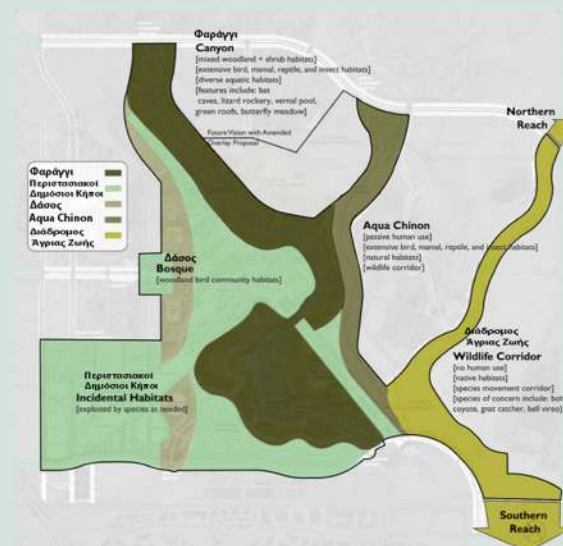 Φαράγγι
Canyon
[mixed woodland + shrub habitats]
[extensive bird, mamal, reptile, and insect habitats]
[diverse aquatic habitats]
[features include: bat
caves, lizard rockery, vernal pool,
green roofs, butterfly meadow]
Future Vision with Amended
Overlay Proposal
Northern
Reach
Φαράγγι
Περιστασιακοί
Δημόσιοι Κήποι
Δάσος
Aqua Chinon
Διάδρομος
Άγριας Ζωής
Aqua Chinon
[passive human use]
[extensive bird, mamal, reptile, and insect habitats]
[natural habitats]
[wildlife corridor]
Δάσος
Bosque
[woodland bird community habitats]
Διάδρομος
Άγριας Ζωής
Wildlife Corridor
[no human use]
[native habitats]
[species movement corridor]
[species of concern include: bob
coyote, gnat catcher, bell vireo]
Περιστασιακοί
Δημόσιοι Κήποι
Incidental Habitats
[exploited by species as needed]
Southern
Reach